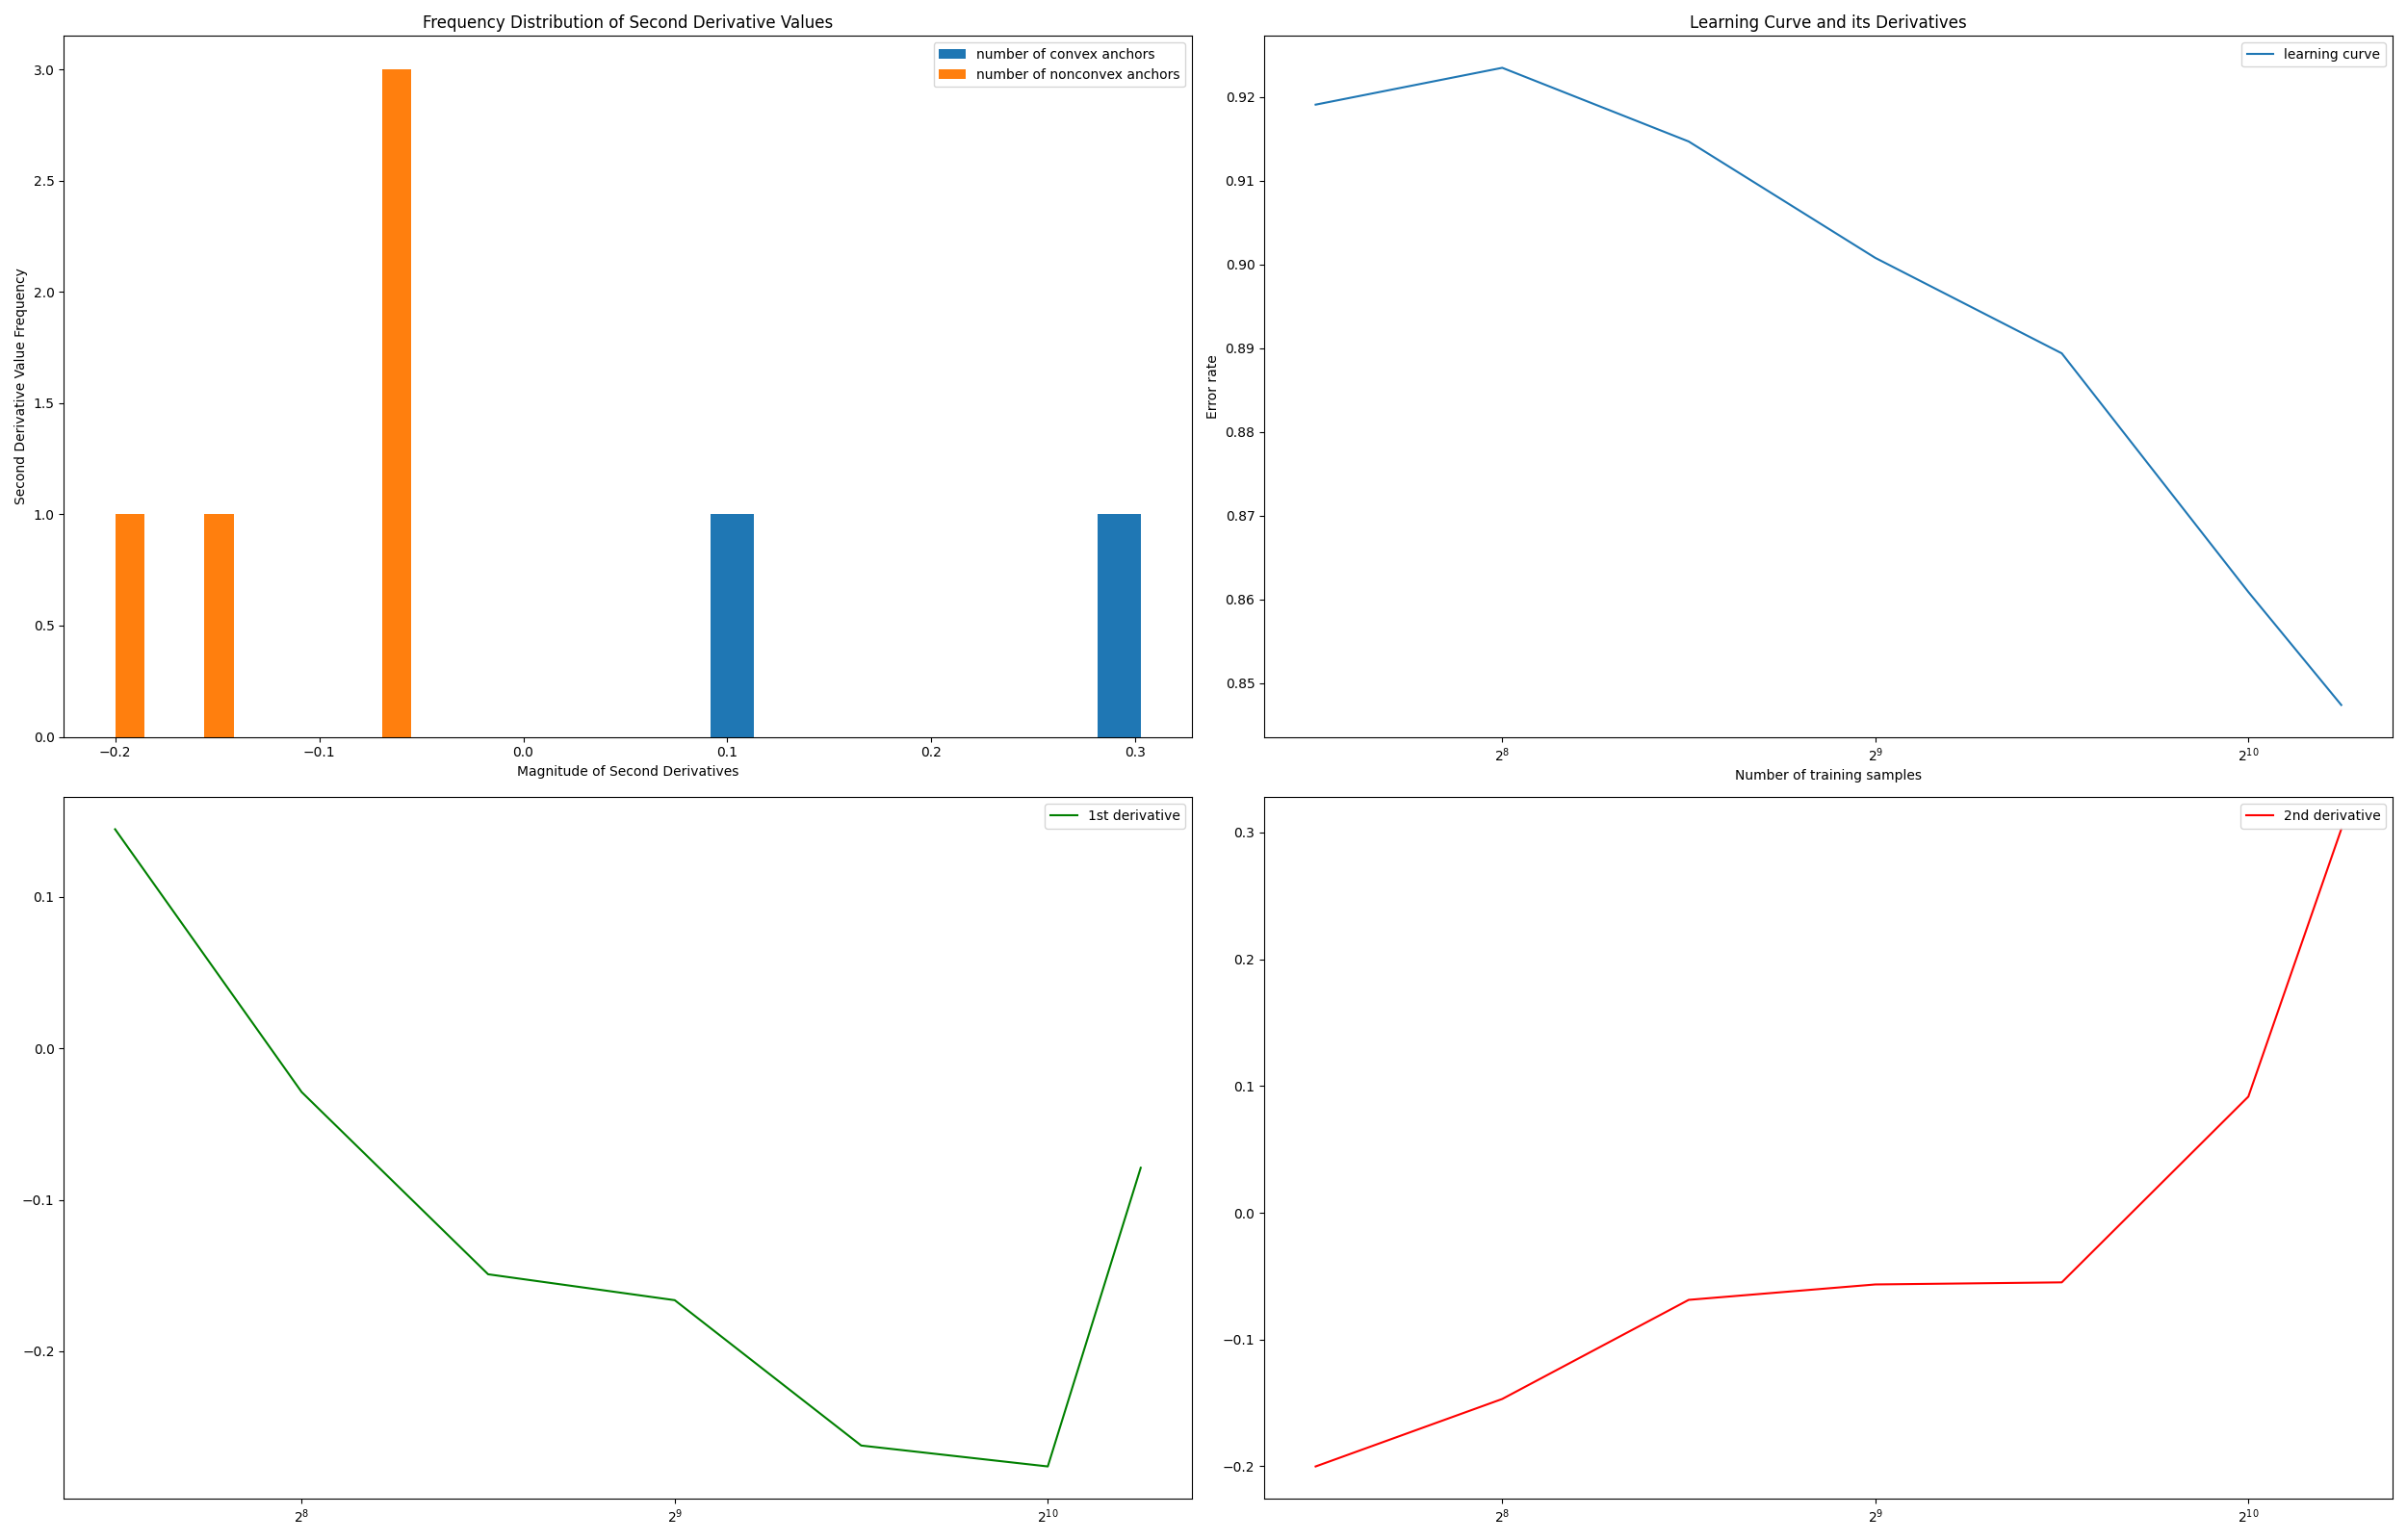 Frequency Distribution of Second Derivative Values
number of convex anchors
number of nonconvex anchors
3.0
2.5
2.0
1.5
1.0
0.5
0.0
Second Derivative Value Frequency
−0.2 −0.1 0.0 0.1 0.2 0.3
Magnitude of Second Derivatives
Learning Curve and its Derivatives
learning curve
0.92
0.91
0.90
0.89
0.88
0.87
0.86
0.85
Error rate
2⁸ 2⁹ 2¹⁰
Number of training samples
1st derivative
0.1
0.0
−0.1
−0.2
2⁸ 2⁹ 2¹⁰
2nd derivative
0.3
0.2
0.1
0.0
−0.1
−0.2
2⁸ 2⁹ 2¹⁰